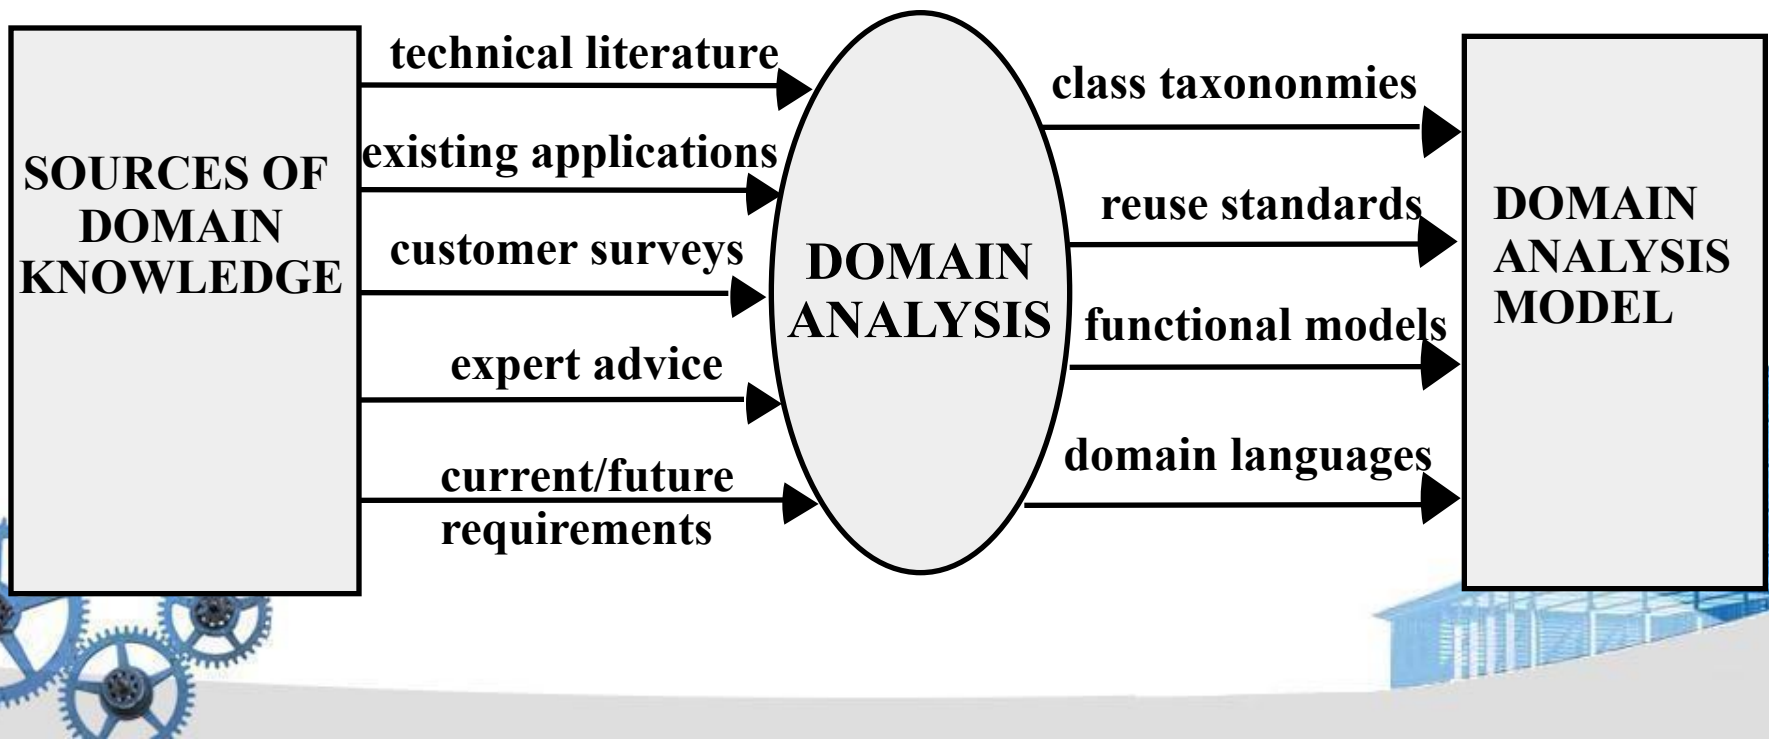 SOURCES OF
DOMAIN
KNOWLEDGE
technical literature
existing applications
customer surveys
expert advice
current/future
requirements
DOMAIN
ANALYSIS
class taxononmies
reuse standards
functional models
domain languages
DOMAIN
ANALYSIS
MODEL